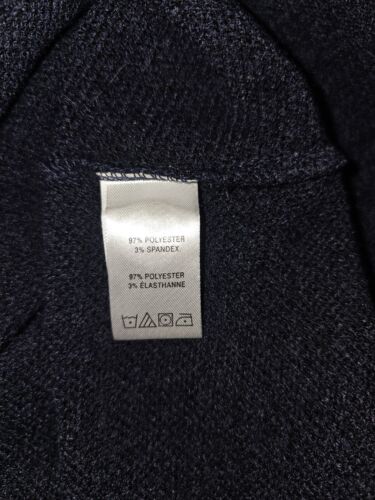 97% POLYESTER
3% SPANDEX.
97% POLYESTER
3% ÉLASTHANNE